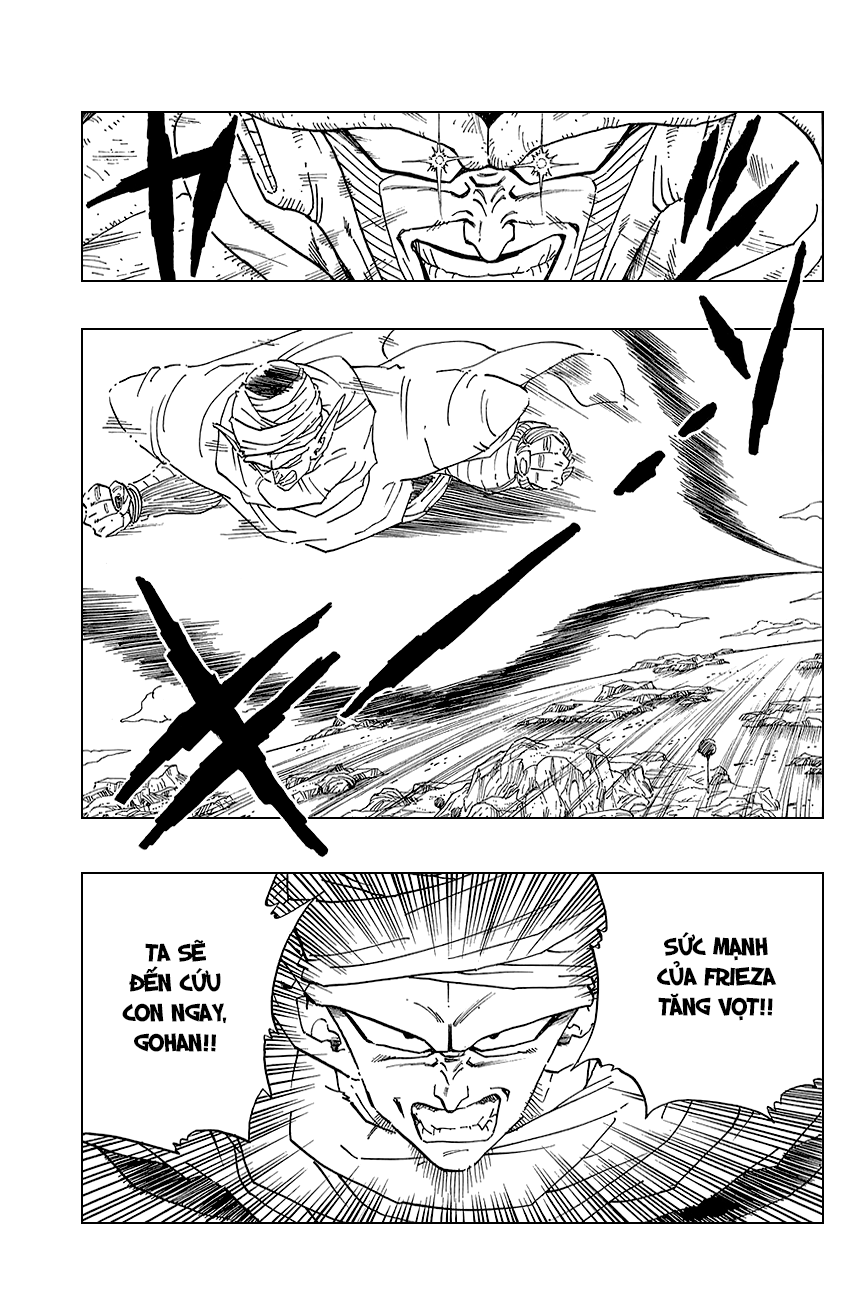 SỨC MẠNH
CỦA FRIEZA
TĂNG VỌT!!
TA SẼ
ĐẾN CỨU
CON NGAY,
GOHAN!!